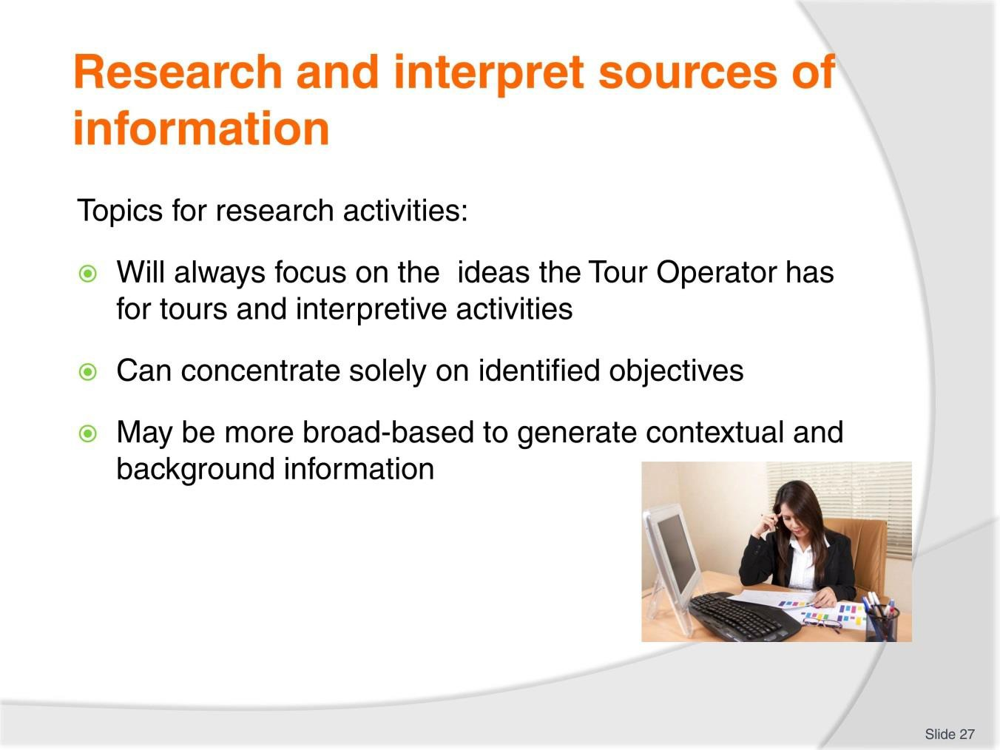 Research and interpret sources of
information
Topics for research activities:
Will always focus on the  ideas the Tour Operator has
for tours and interpretive activities
Can concentrate solely on identified objectives
May be more broad-based to generate contextual and
background information
Slide 27